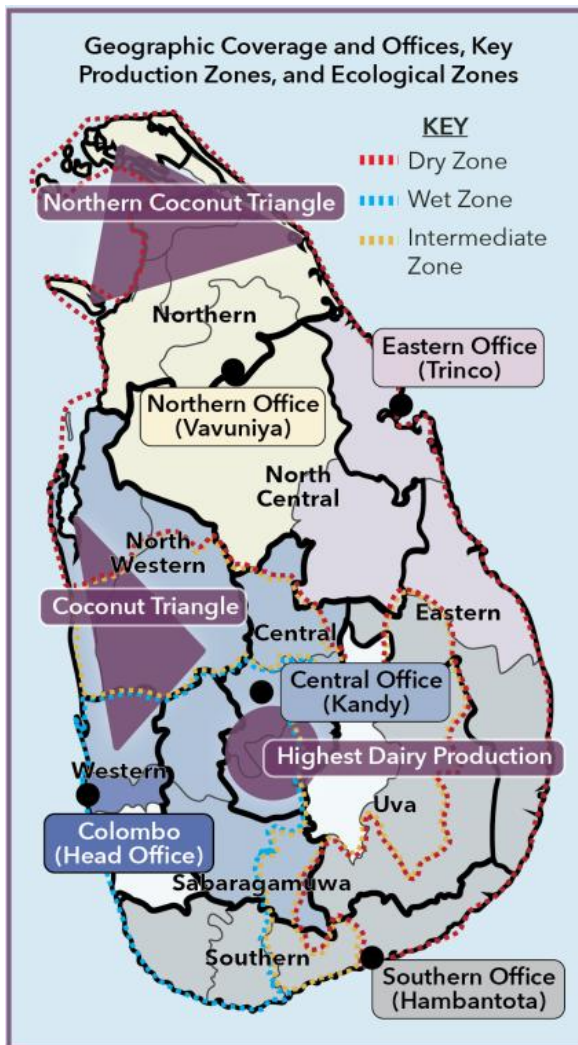 Geographic Coverage and Offices, Key
Production Zones, and Ecological Zones
KEY
Dry Zone
Wet Zone
Intermediate
Zone
Northern Coconut Triangle
Northern
Eastern Office
(Trinco)
Northern Office
(Vavuniya)
North
Central
North
Western
Coconut Triangle
Eastern
Central
Central Office
(Kandy)
Highest Dairy Production
Western
Uva
Colombo
(Head Office)
Sabaragamuwa
Southern
Southern Office
(Hambantota)